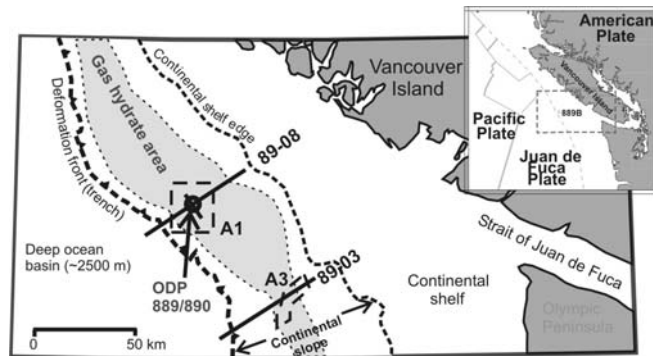 American
Plate
Vancouver Island
889B
Pacific
Plate
Juan de
Fuca
Plate
Vancouver
Island
Continental shelf edge
Gas hydrate area
Deformation front (trench)
89-08
A1
Deep ocean
basin (~2500 m)
ODP
889/890
A3
89-03
Strait of Juan de Fuca
Continental
shelf
Olympic
Peninsula
Continental
slope
0
50 km